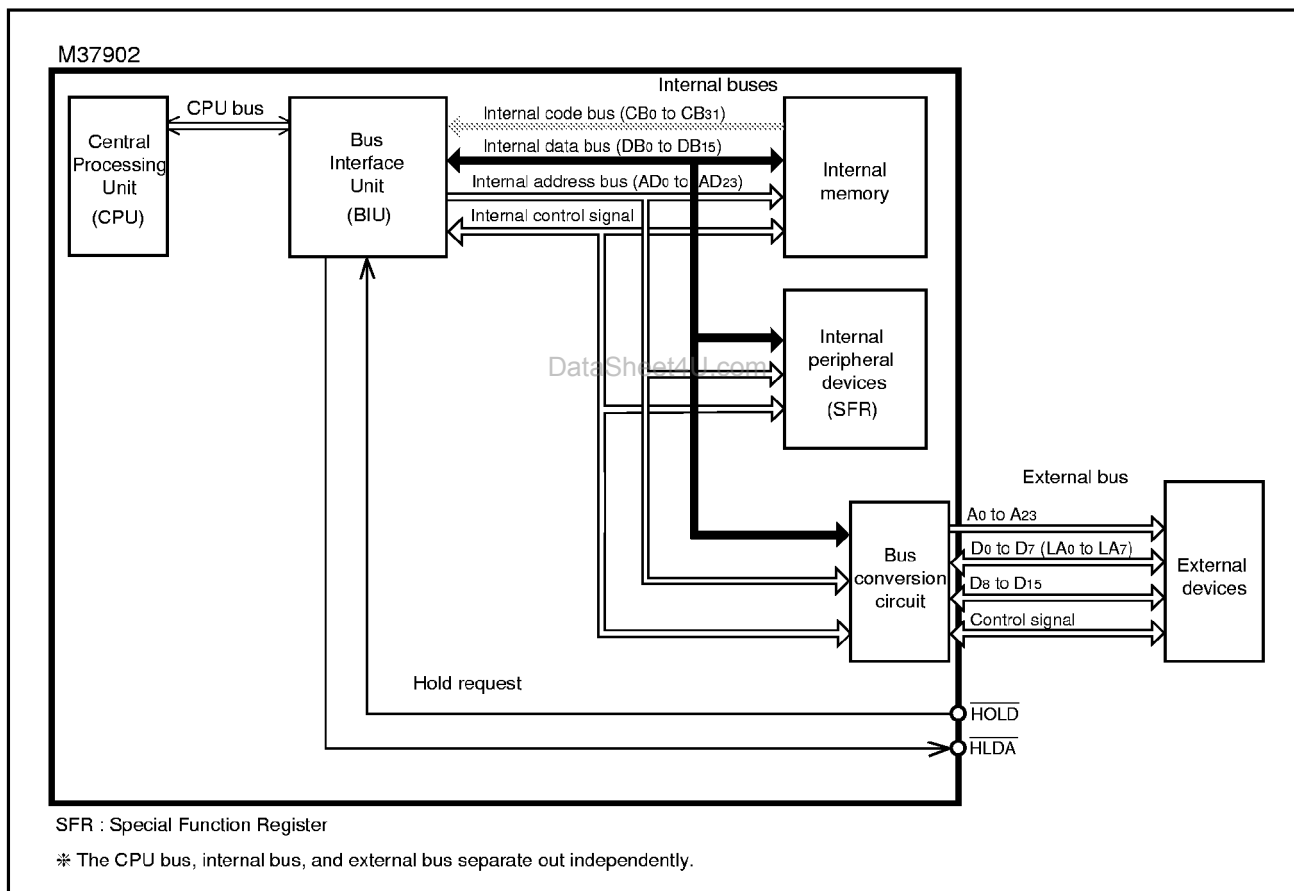 M37902
Internal buses
Central
Processing
Unit
(CPU)
CPU bus
Bus
Interface
Unit
(BIU)
Internal code bus (CB0 to CB31)
Internal data bus (DB0 to DB15)
Internal address bus (AD0 to AD23)
Internal control signal
Internal
memory
Internal
peripheral
devices
(SFR)
DataSheet4U.com
External bus
Bus
conversion
circuit
A0 to A23
D0 to D7 (LA0 to LA7)
D8 to D15
Control signal
External
devices
Hold request
HOLD
HLDA
SFR : Special Function Register
※ The CPU bus, internal bus, and external bus separate out independently.